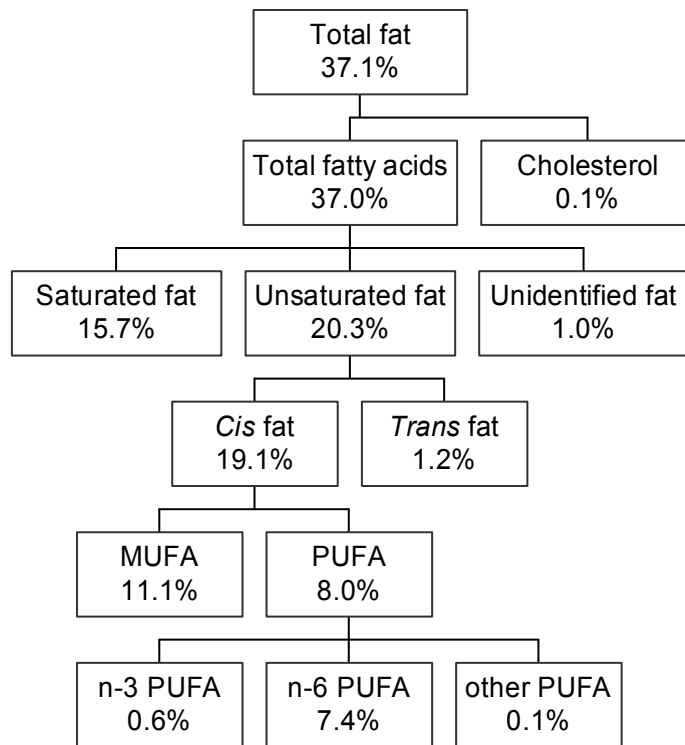 Total fat
37.1%
Total fatty acids
37.0%
Cholesterol
0.1%
Saturated fat
15.7%
Unsaturated fat
20.3%
Unidentified fat
1.0%
Cis fat
19.1%
Trans fat
1.2%
MUFA
11.1%
PUFA
8.0%
n-3 PUFA
0.6%
n-6 PUFA
7.4%
other PUFA
0.1%